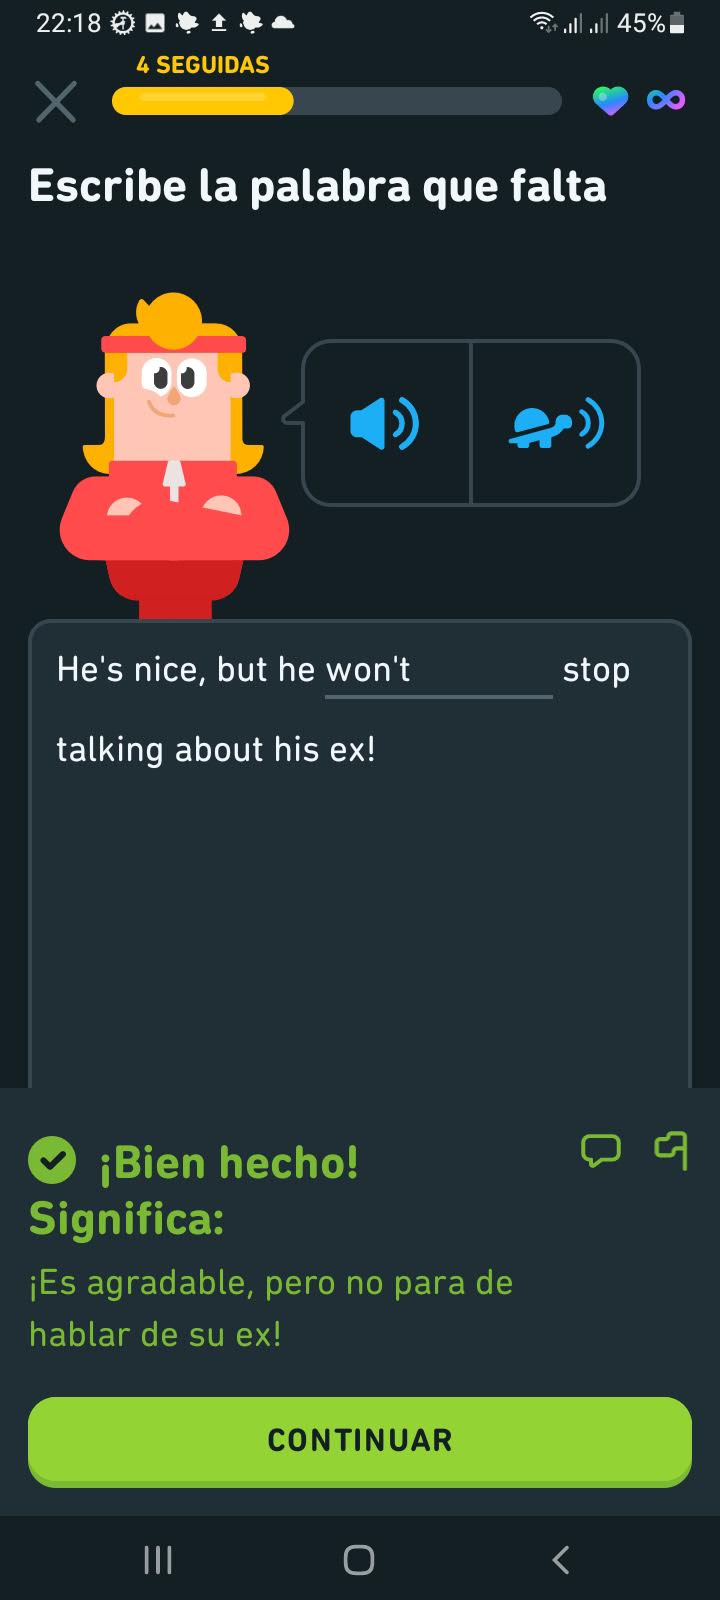 22:18 45%
4 SEGUIDAS
Escribe la palabra que falta
He's nice, but he won't stop
talking about his ex!
¡Bien hecho!
Significa:
¡Es agradable, pero no para de
hablar de su ex!
CONTINUAR